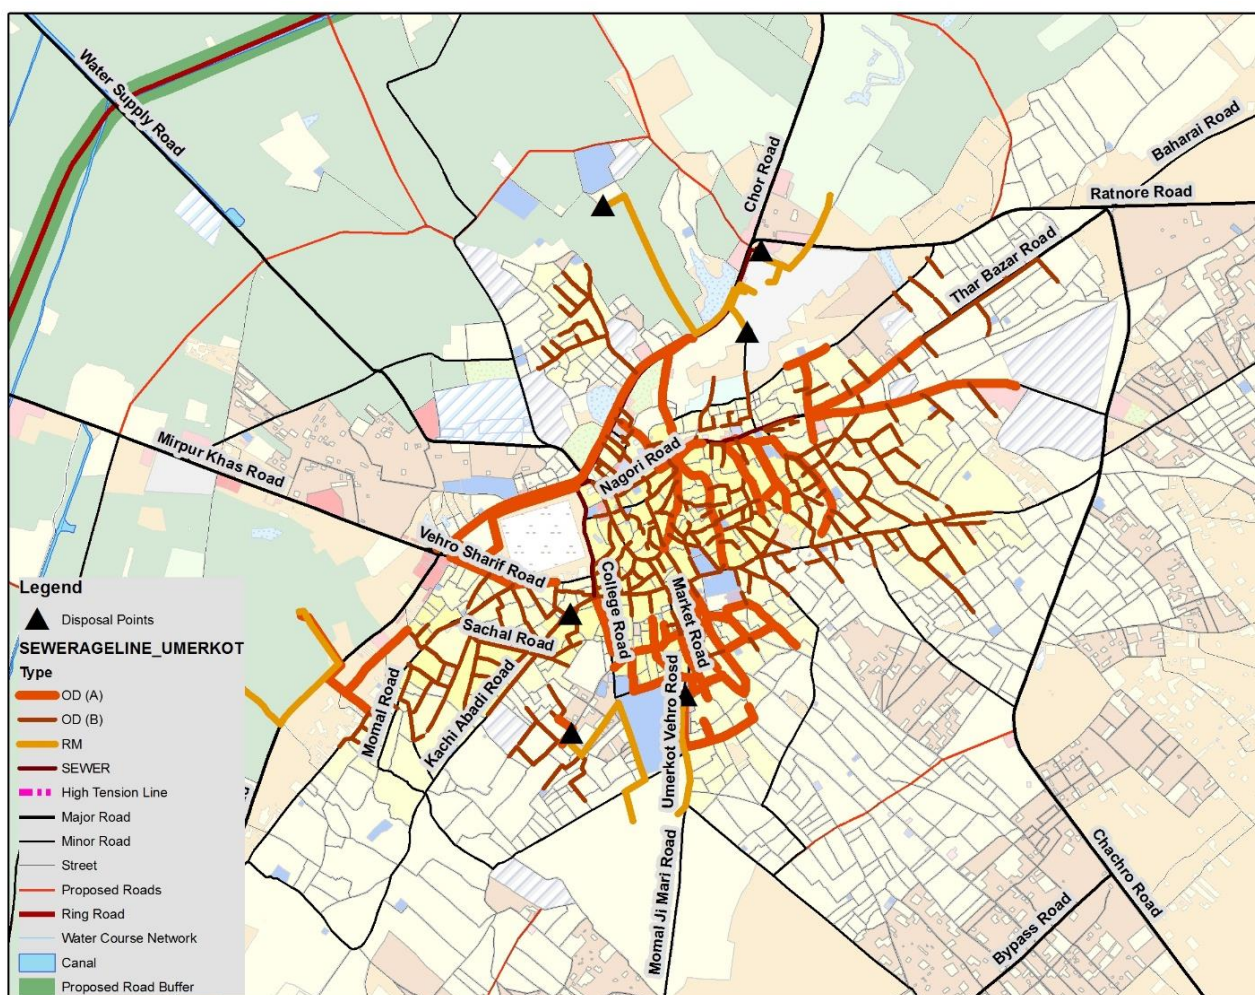 Water Supply Road
Chor Road
Baharai Road
Ratnore Road
Thar Bazar Road
Mirpur Khas Road
Nagori Road
Vehro Sharif Road
College Road
Market Road
Sachal Road
Momal Road
Kachi Abadi Road
Umerkot Vehro Rosd
Momal Ji Mari Road
Chachro Road
Bypass Road
Legend
Disposal Points
SEWERAGELINE_UMERKOT
Type
OD (A)
OD (B)
RM
SEWER
High Tension Line
Major Road
Minor Road
Street
Proposed Roads
Ring Road
Water Course Network
Canal
Proposed Road Buffer